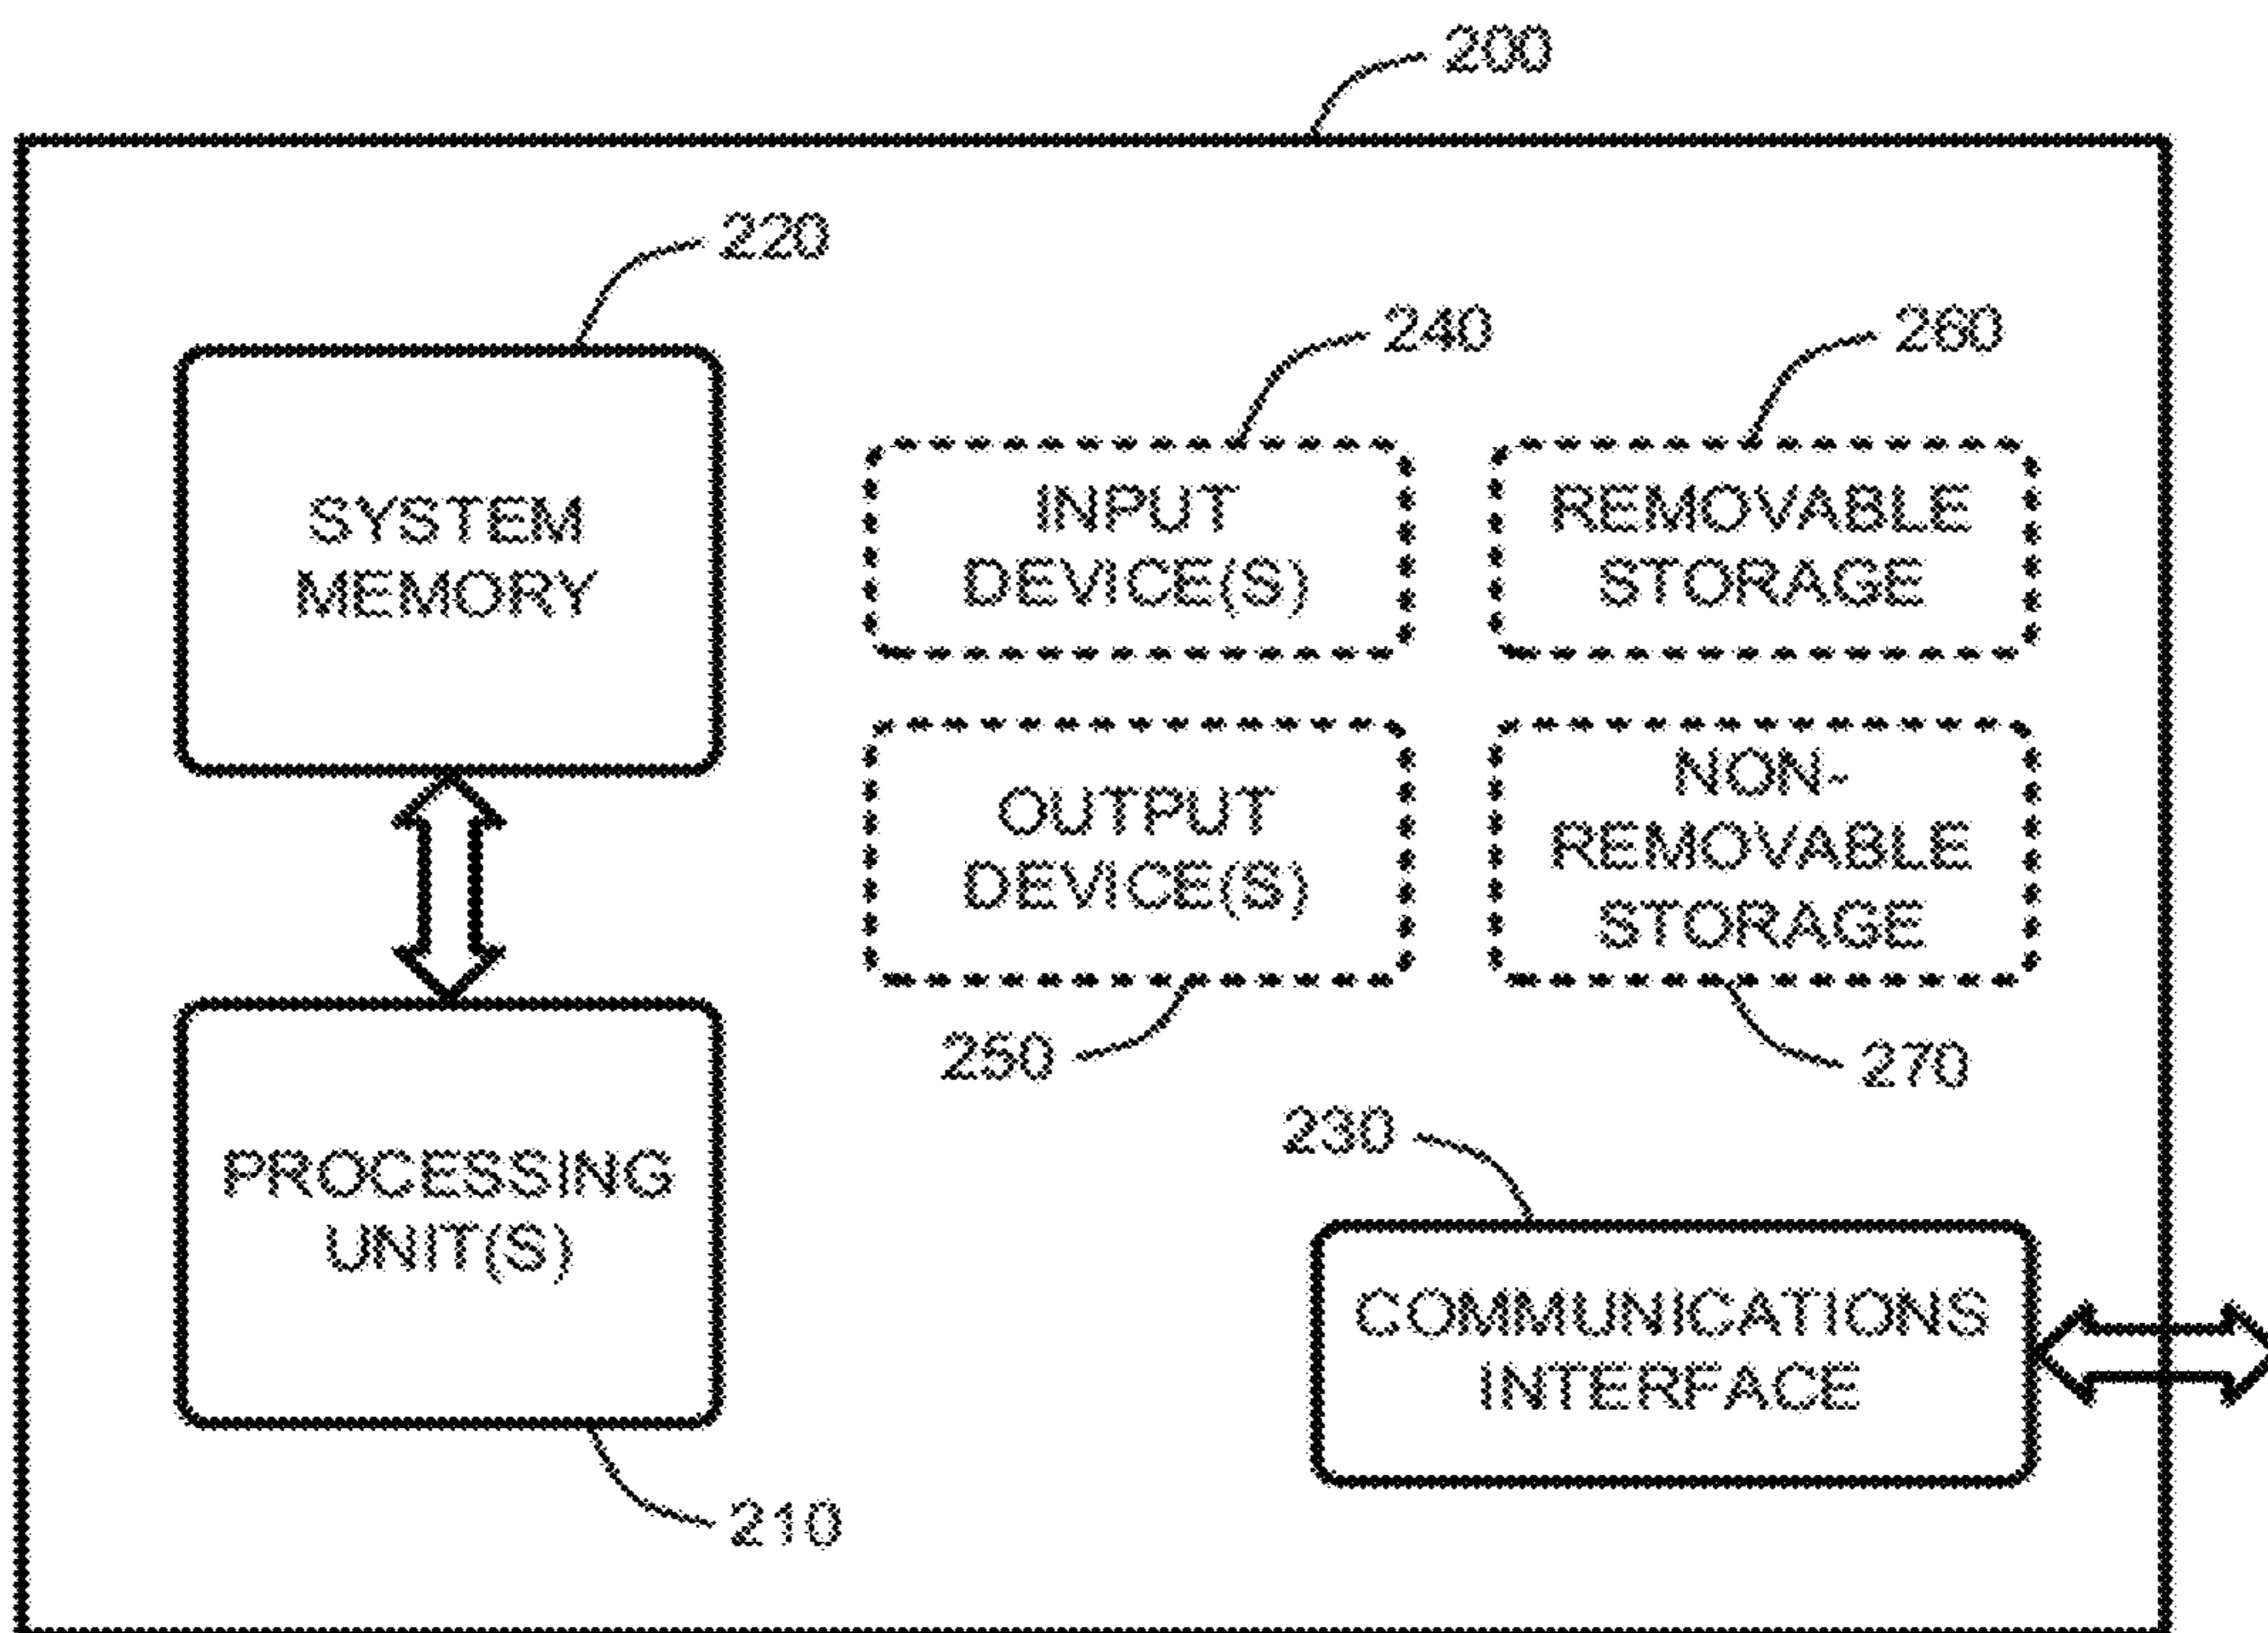 200
220
SYSTEM
MEMORY
240
INPUT
DEVICE(S)
260
REMOVABLE
STORAGE
OUTPUT
DEVICE(S)
250
NON-
REMOVABLE
STORAGE
270
PROCESSING
UNIT(S)
210
230
COMMUNICATIONS
INTERFACE